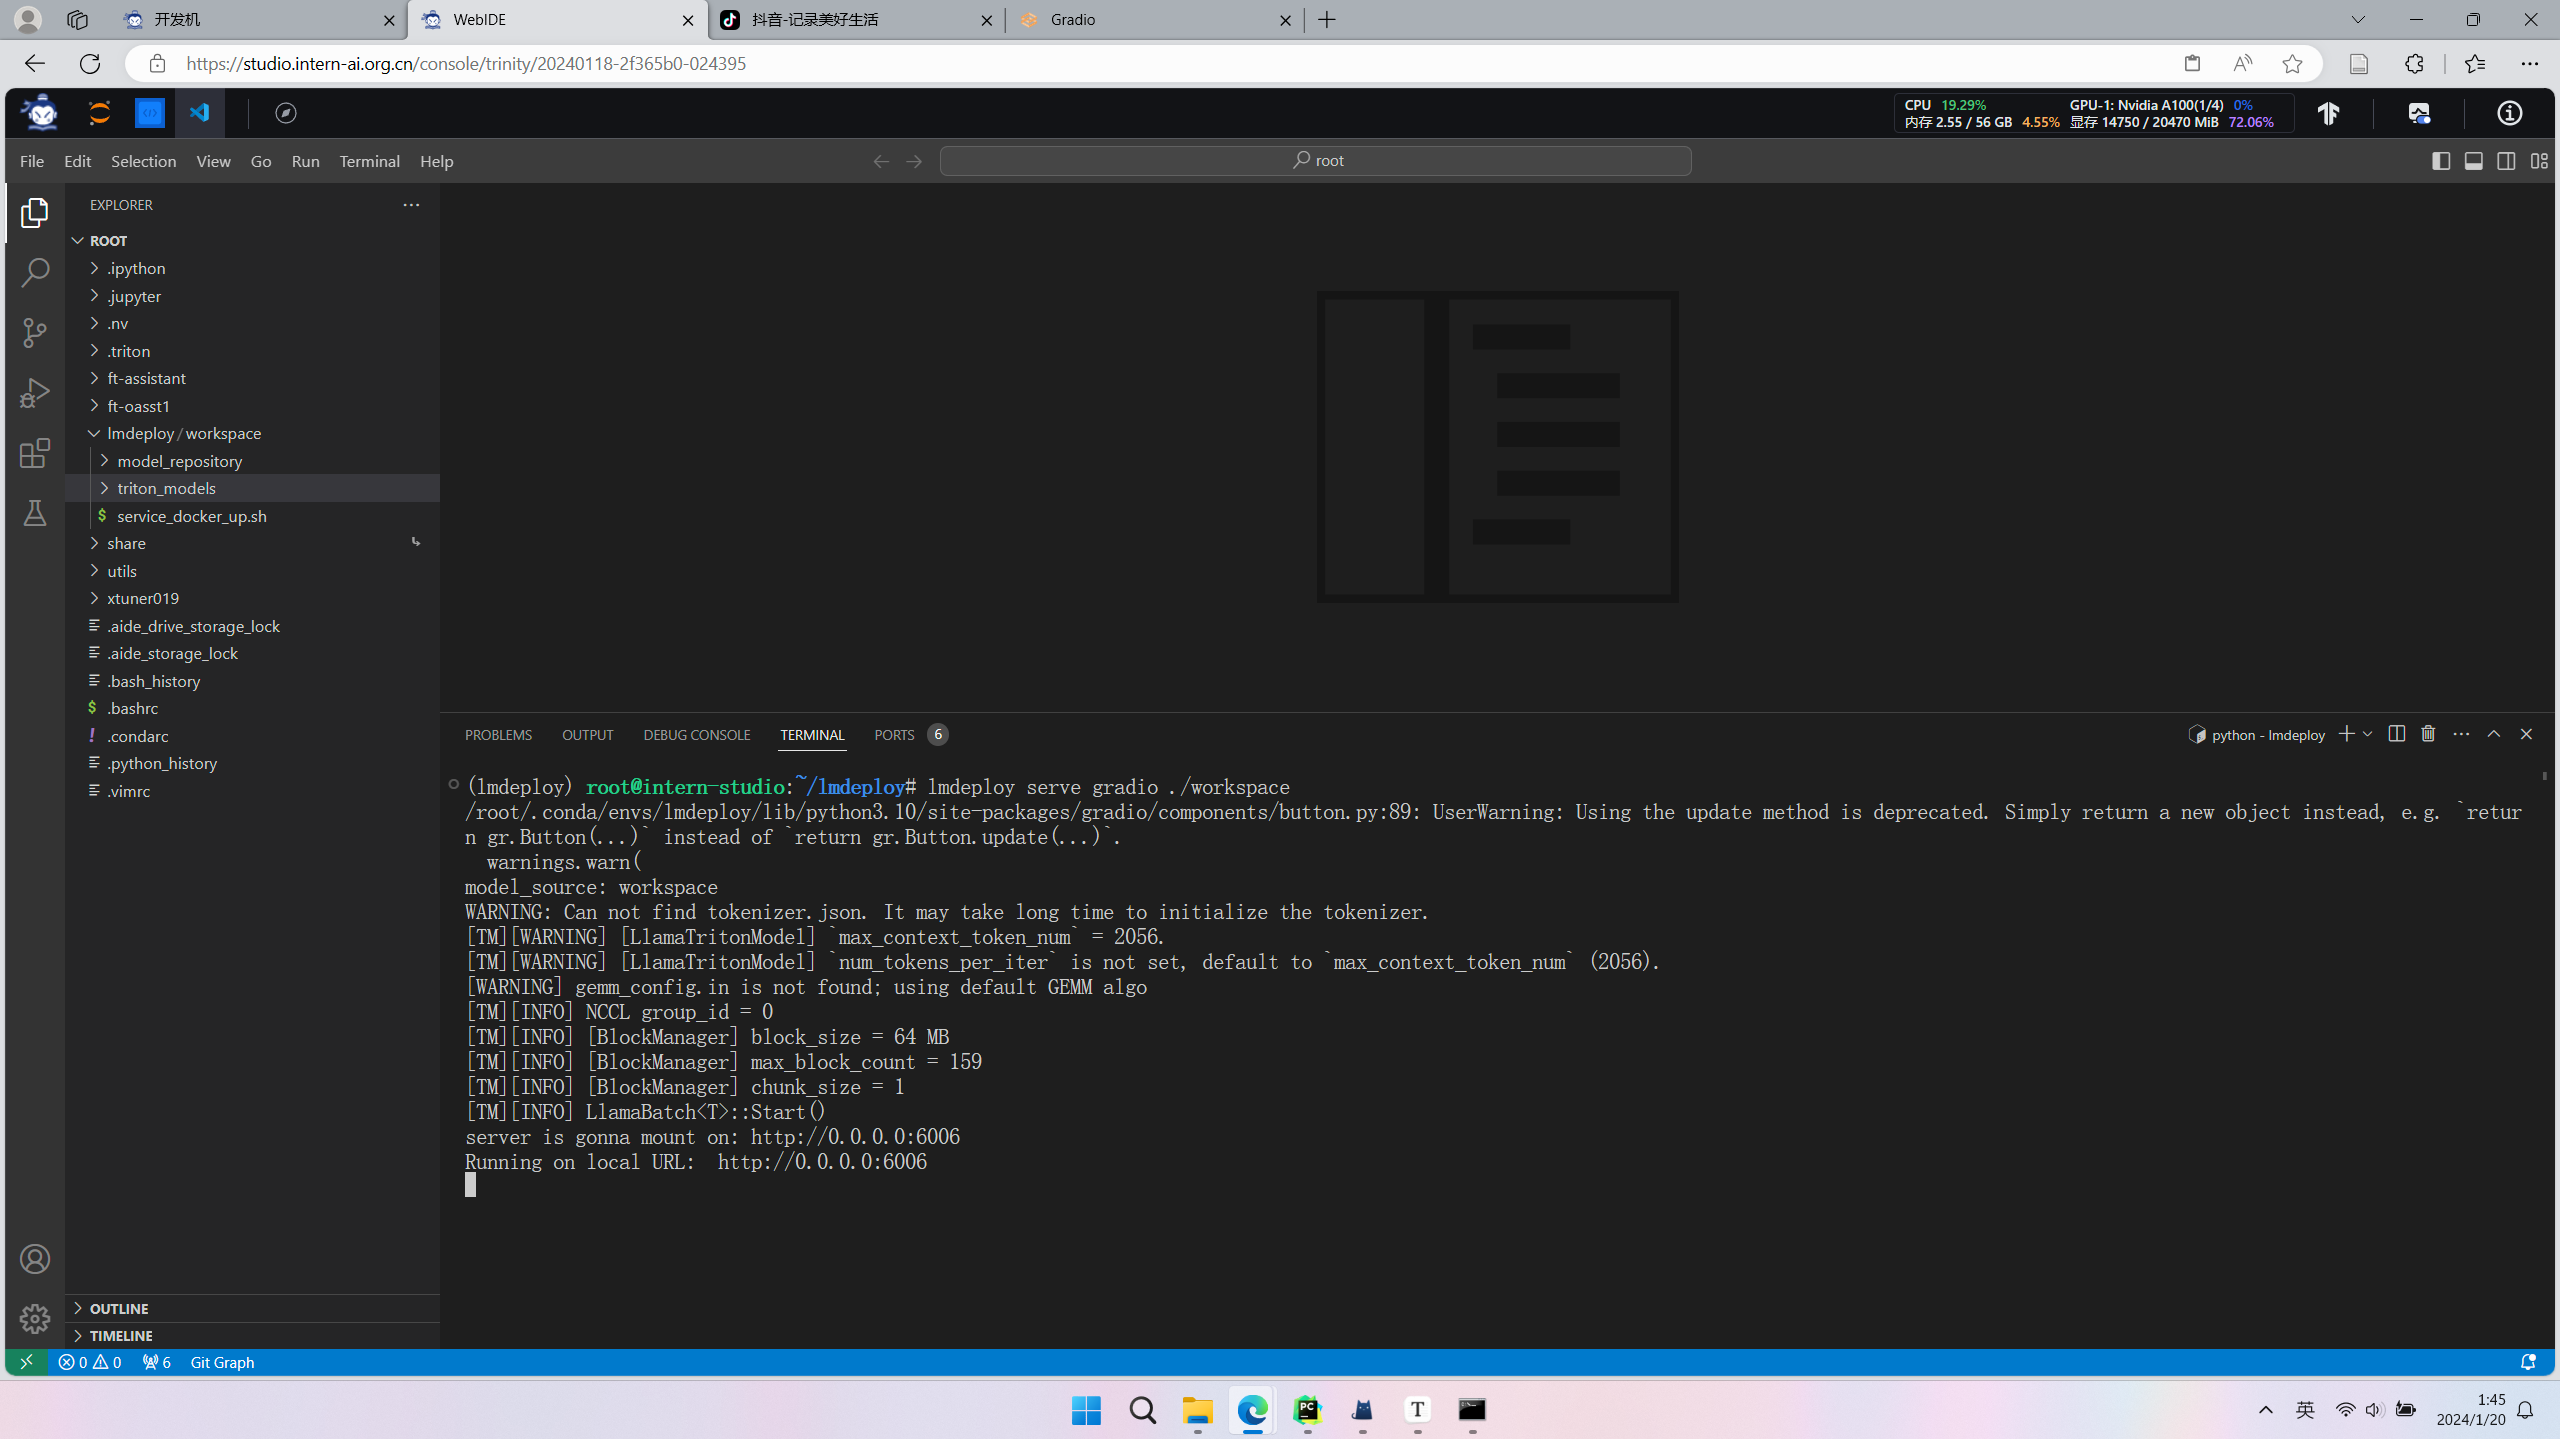 开发机
WebIDE
抖音-记录美好生活
Gradio
https://studio.intern-ai.org.cn/console/trinity/20240118-2f365b0-024395
CPU 19.29% GPU-1: Nvidia A100(1/4) 0%
内存 2.55 / 56 GB 4.55% 显存 14750 / 20470 MiB 72.06%
File Edit Selection View Go Run Terminal Help
root
EXPLORER
ROOT
.ipython
.jupyter
.nv
.triton
ft-assistant
ft-oasst1
lmdeploy/workspace
model_repository
triton_models
$ service_docker_up.sh
share
utils
xtuner019
.aide_drive_storage_lock
.aide_storage_lock
.bash_history
$ .bashrc
! .condarc
.python_history
.vimrc
OUTLINE
TIMELINE
PROBLEMS OUTPUT DEBUG CONSOLE TERMINAL PORTS 6
python - lmdeploy
(lmdeploy) root@intern-studio:~/lmdeploy# lmdeploy serve gradio ./workspace
/root/.conda/envs/lmdeploy/lib/python3.10/site-packages/gradio/components/button.py:89: UserWarning: Using the update method is deprecated. Simply return a new object instead, e.g. `retur
n gr.Button(...)` instead of `return gr.Button.update(...)`.
  warnings.warn(
model_source: workspace
WARNING: Can not find tokenizer.json. It may take long time to initialize the tokenizer.
[TM][WARNING] [LlamaTritonModel] `max_context_token_num` = 2056.
[TM][WARNING] [LlamaTritonModel] `num_tokens_per_iter` is not set, default to `max_context_token_num` (2056).
[WARNING] gemm_config.in is not found; using default GEMM algo
[TM][INFO] NCCL group_id = 0
[TM][INFO] [BlockManager] block_size = 64 MB
[TM][INFO] [BlockManager] max_block_count = 159
[TM][INFO] [BlockManager] chunk_size = 1
[TM][INFO] LlamaBatch<T>::Start()
server is gonna mount on: http://0.0.0.0:6006
Running on local URL:  http://0.0.0.0:6006
0 0 6 Git Graph
PC
T
英
1:45
2024/1/20